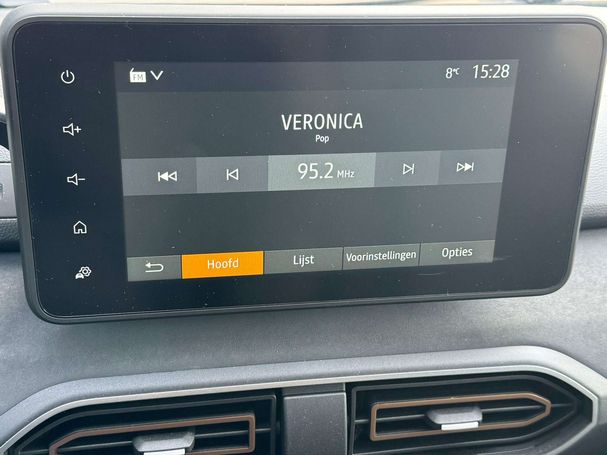 FM
8°C 15:28
VERONICA
Pop
95.2 MHz
Hoofd Lijst Voorinstellingen Opties